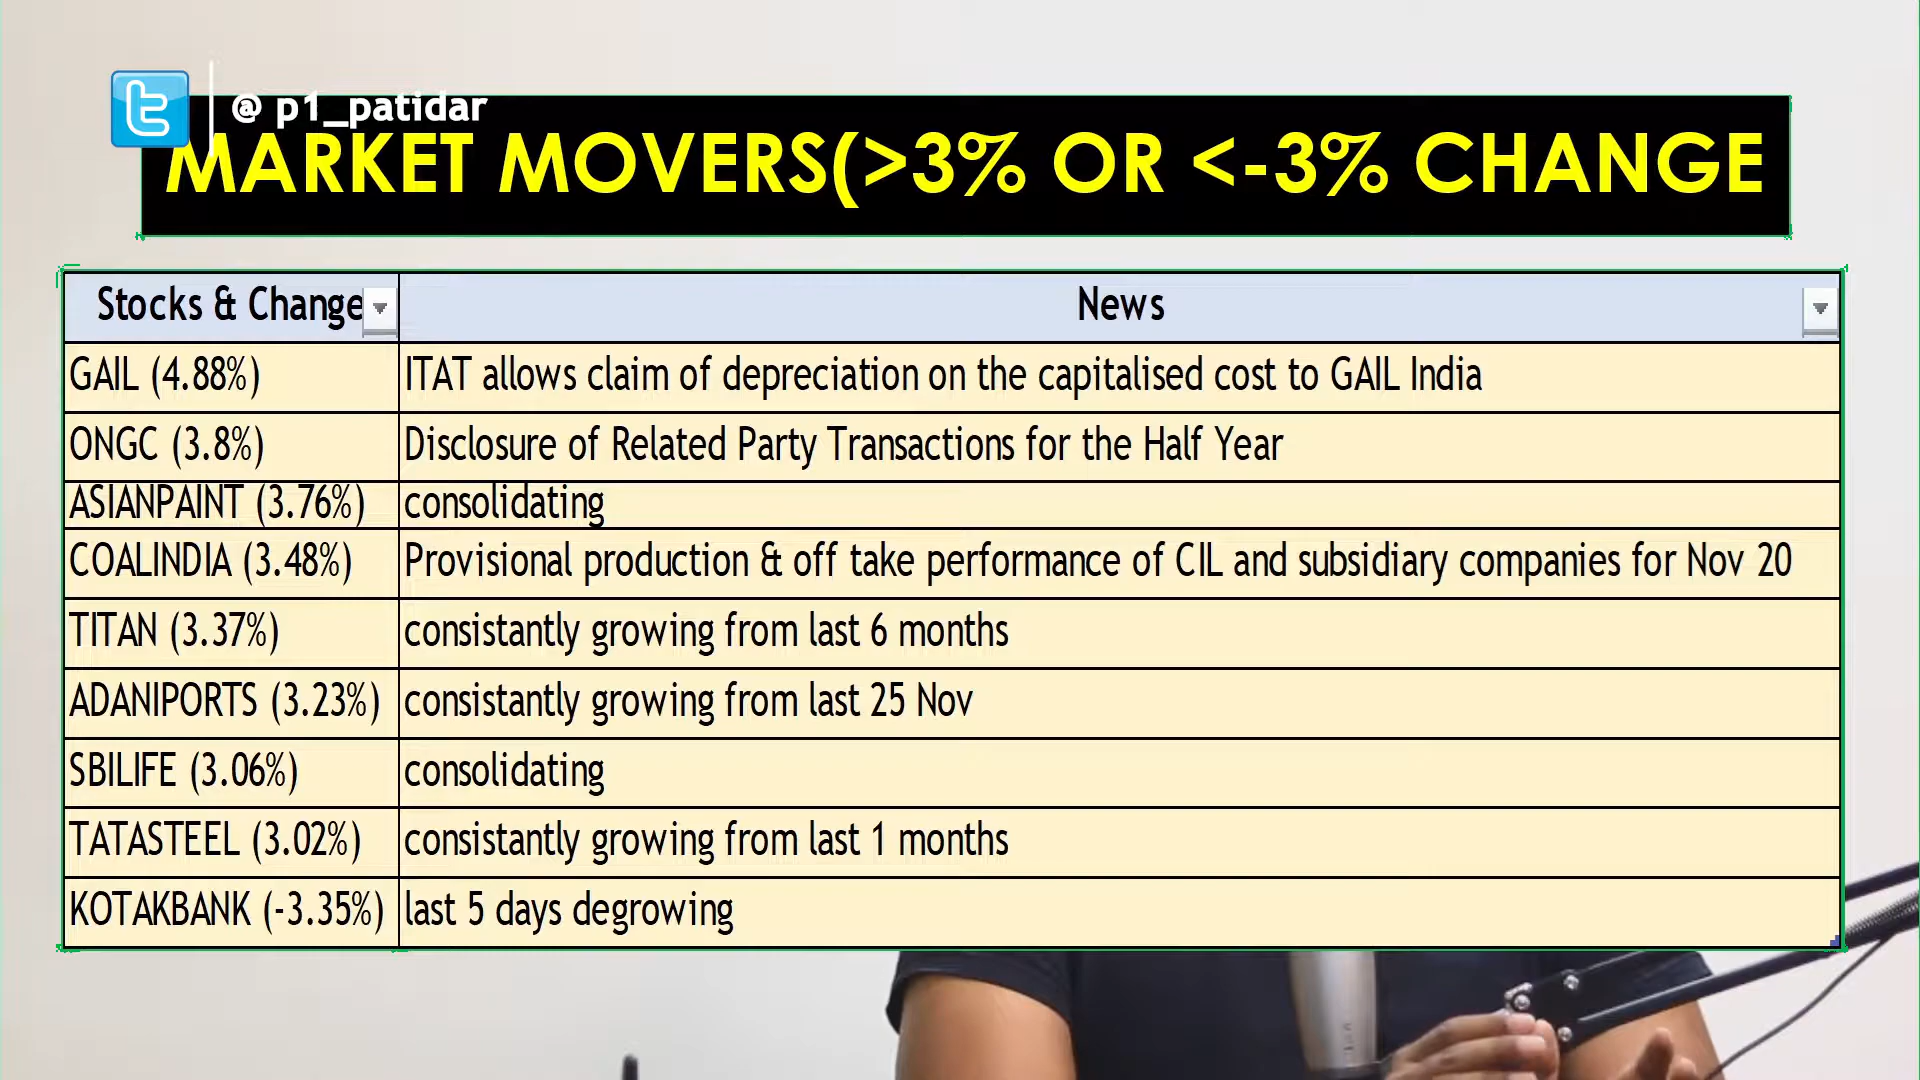 @ p1_patidar
MARKET MOVERS(>3% OR <-3% CHANGE
Stocks & Change News
GAIL (4.88%) ITAT allows claim of depreciation on the capitalised cost to GAIL India
ONGC (3.8%) Disclosure of Related Party Transactions for the Half Year
ASIANPAINT (3.76%) consolidating
COALINDIA (3.48%) Provisional production & off take performance of CIL and subsidiary companies for Nov 20
TITAN (3.37%) consistantly growing from last 6 months
ADANIPORTS (3.23%) consistantly growing from last 25 Nov
SBILIFE (3.06%) consolidating
TATASTEEL (3.02%) consistantly growing from last 1 months
KOTAKBANK (-3.35%) last 5 days degrowing